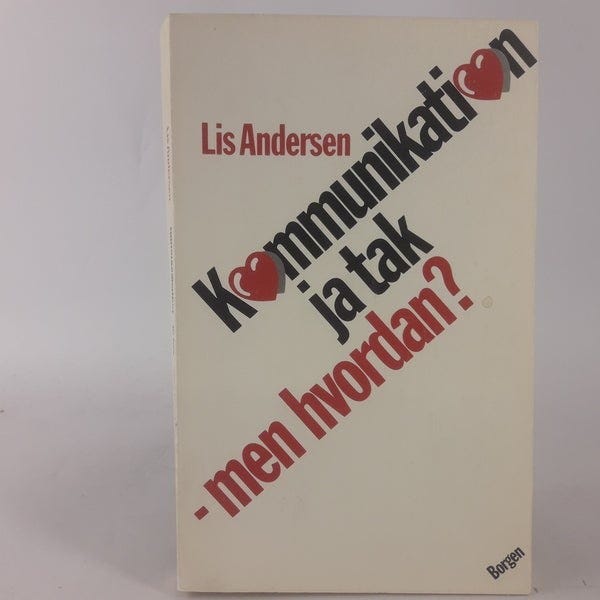 Lis Andersen
Kommunikation
ja tak
- men hvordan?
Borgen